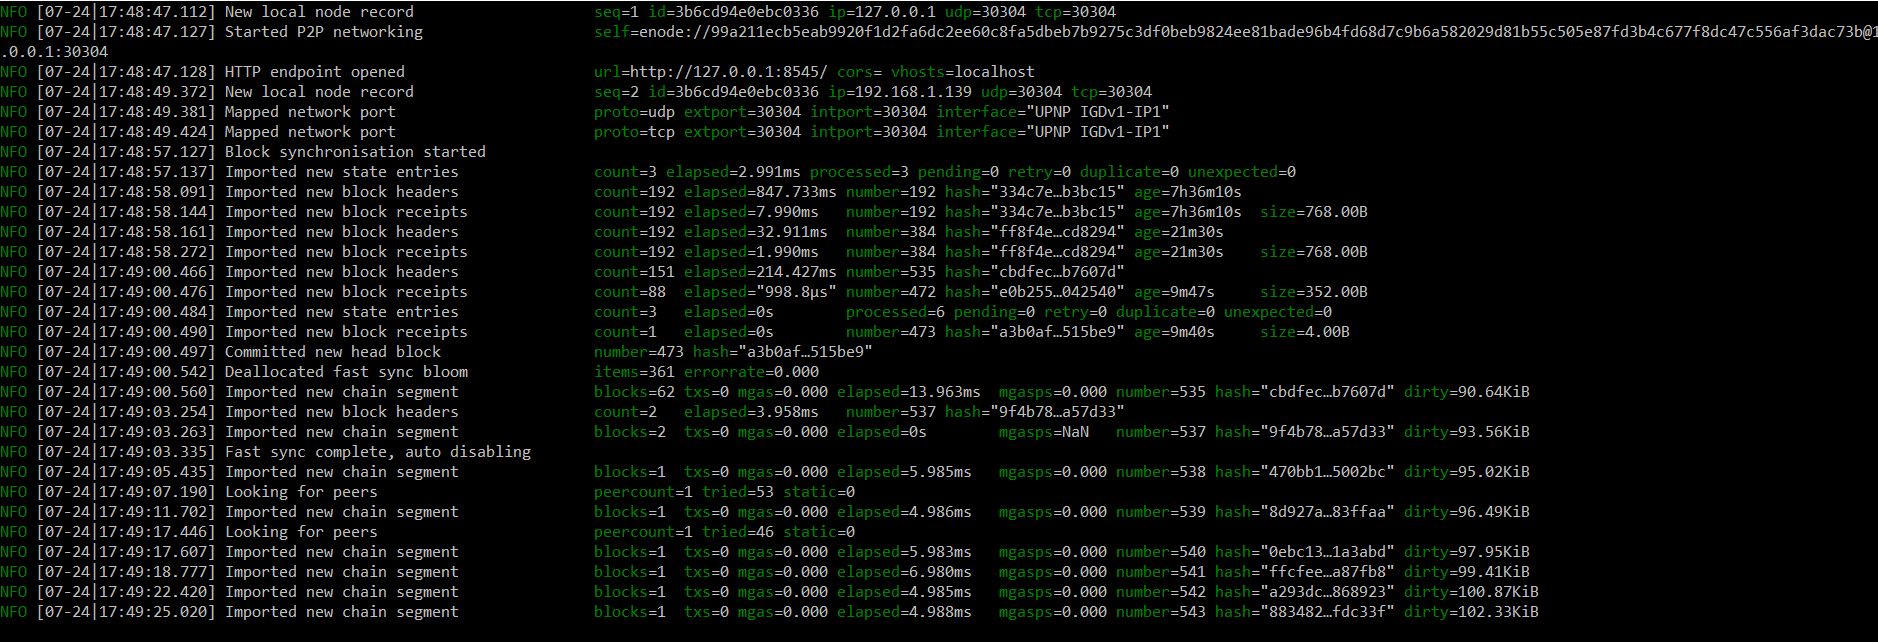 NFO [07-24|17:48:47.112] New local node record seq=1 id=3b6cd94e0ebc0336 ip=127.0.0.1 udp=30304 tcp=30304
NFO [07-24|17:48:47.127] Started P2P networking self=enode://99a211ecb5eab9920f1d2fa6dc2ee60c8fa5dbeb7b9275c3df0beb9824ee81bade96b4fd68d7c9b6a582029d81b55c505e87fd3b4c677f8dc47c556af3dac73b@1
.0.0.1:30304
NFO [07-24|17:48:47.128] HTTP endpoint opened url=http://127.0.0.1:8545/ cors= vhosts=localhost
NFO [07-24|17:48:49.372] New local node record seq=2 id=3b6cd94e0ebc0336 ip=192.168.1.139 udp=30304 tcp=30304
NFO [07-24|17:48:49.381] Mapped network port proto=udp extport=30304 intport=30304 interface="UPNP IGDv1-IP1"
NFO [07-24|17:48:49.424] Mapped network port proto=tcp extport=30304 intport=30304 interface="UPNP IGDv1-IP1"
NFO [07-24|17:48:57.127] Block synchronisation started
NFO [07-24|17:48:57.137] Imported new state entries count=3 elapsed=2.991ms processed=3 pending=0 retry=0 duplicate=0 unexpected=0
NFO [07-24|17:48:58.091] Imported new block headers count=192 elapsed=847.733ms number=192 hash="334c7e…b3bc15" age=7h36m10s
NFO [07-24|17:48:58.144] Imported new block receipts count=192 elapsed=7.990ms number=192 hash="334c7e…b3bc15" age=7h36m10s size=768.00B
NFO [07-24|17:48:58.161] Imported new block headers count=192 elapsed=32.911ms number=384 hash="ff8f4e…cd8294" age=21m30s
NFO [07-24|17:48:58.272] Imported new block receipts count=192 elapsed=1.990ms number=384 hash="ff8f4e…cd8294" age=21m30s size=768.00B
NFO [07-24|17:49:00.466] Imported new block headers count=151 elapsed=214.427ms number=535 hash="cbdfec…b7607d"
NFO [07-24|17:49:00.476] Imported new block receipts count=88 elapsed="998.8µs" number=472 hash="e0b255…042540" age=9m47s size=352.00B
NFO [07-24|17:49:00.484] Imported new state entries count=3 elapsed=0s processed=6 pending=0 retry=0 duplicate=0 unexpected=0
NFO [07-24|17:49:00.490] Imported new block receipts count=1 elapsed=0s number=473 hash="a3b0af…515be9" age=9m40s size=4.00B
NFO [07-24|17:49:00.497] Committed new head block number=473 hash="a3b0af…515be9"
NFO [07-24|17:49:00.542] Deallocated fast sync bloom items=361 errorrate=0.000
NFO [07-24|17:49:00.560] Imported new chain segment blocks=62 txs=0 mgas=0.000 elapsed=13.963ms mgasps=0.000 number=535 hash="cbdfec…b7607d" dirty=90.64KiB
NFO [07-24|17:49:03.254] Imported new block headers count=2 elapsed=3.958ms number=537 hash="9f4b78…a57d33"
NFO [07-24|17:49:03.263] Imported new chain segment blocks=2 txs=0 mgas=0.000 elapsed=0s mgasps=NaN number=537 hash="9f4b78…a57d33" dirty=93.56KiB
NFO [07-24|17:49:03.335] Fast sync complete, auto disabling
NFO [07-24|17:49:05.435] Imported new chain segment blocks=1 txs=0 mgas=0.000 elapsed=5.985ms mgasps=0.000 number=538 hash="470bb1…5002bc" dirty=95.02KiB
NFO [07-24|17:49:07.190] Looking for peers peercount=1 tried=53 static=0
NFO [07-24|17:49:11.702] Imported new chain segment blocks=1 txs=0 mgas=0.000 elapsed=4.986ms mgasps=0.000 number=539 hash="8d927a…83ffaa" dirty=96.49KiB
NFO [07-24|17:49:17.446] Looking for peers peercount=1 tried=46 static=0
NFO [07-24|17:49:17.607] Imported new chain segment blocks=1 txs=0 mgas=0.000 elapsed=5.983ms mgasps=0.000 number=540 hash="0ebc13…1a3abd" dirty=97.95KiB
NFO [07-24|17:49:18.777] Imported new chain segment blocks=1 txs=0 mgas=0.000 elapsed=6.980ms mgasps=0.000 number=541 hash="ffcfee…a87fb8" dirty=99.41KiB
NFO [07-24|17:49:22.420] Imported new chain segment blocks=1 txs=0 mgas=0.000 elapsed=4.985ms mgasps=0.000 number=542 hash="a293dc…868923" dirty=100.87KiB
NFO [07-24|17:49:25.020] Imported new chain segment blocks=1 txs=0 mgas=0.000 elapsed=4.988ms mgasps=0.000 number=543 hash="883482…fdc33f" dirty=102.33KiB